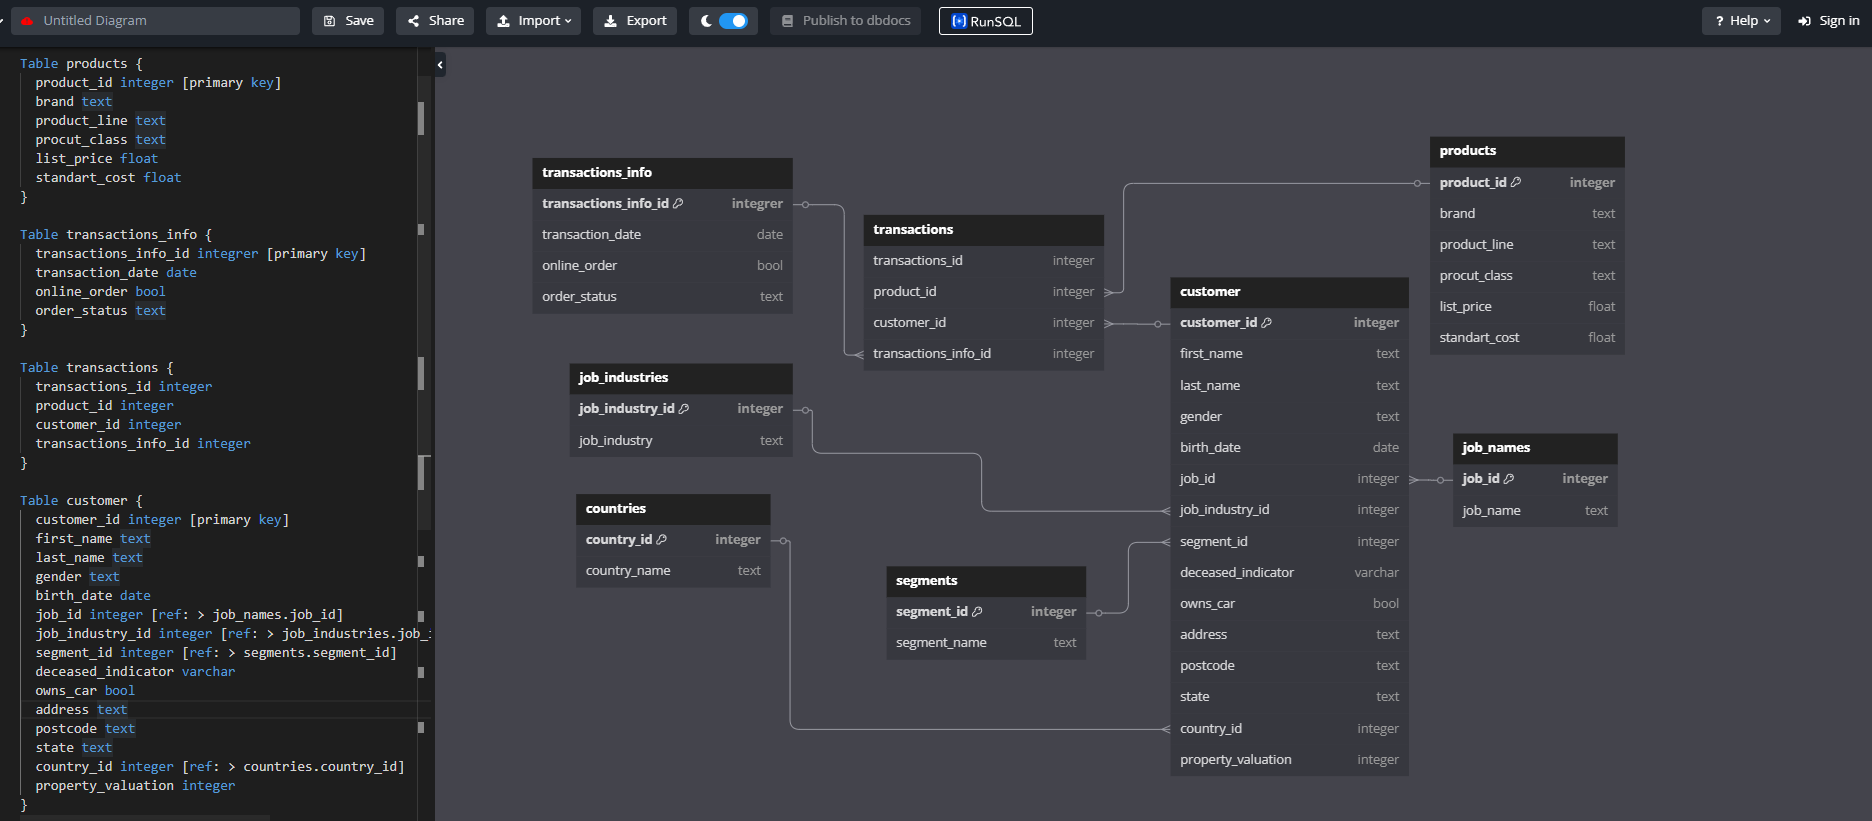 Untitled Diagram
Save
Share
Import
Export
Publish to dbdocs
RunSQL
? Help
Sign in
Table products {
product_id integer [primary key]
brand text
product_line text
procut_class text
list_price float
standart_cost float
}
Table transactions_info {
transactions_info_id integrer [primary key]
transaction_date date
online_order bool
order_status text
}
Table transactions {
transactions_id integer
product_id integer
customer_id integer
transactions_info_id integer
}
Table customer {
customer_id integer [primary key]
first_name text
last_name text
gender text
birth_date date
job_id integer [ref: > job_names.job_id]
job_industry_id integer [ref: > job_industries.job_
segment_id integer [ref: > segments.segment_id]
deceased_indicator varchar
owns_car bool
address text
postcode text
state text
country_id integer [ref: > countries.country_id]
property_valuation integer
}
transactions_info
transactions_info_id integrer
transaction_date date
online_order bool
order_status text
transactions
transactions_id integer
product_id integer
customer_id integer
transactions_info_id integer
products
product_id integer
brand text
product_line text
procut_class text
list_price float
standart_cost float
customer
customer_id integer
first_name text
last_name text
gender text
birth_date date
job_id integer
job_industry_id integer
segment_id integer
deceased_indicator varchar
owns_car bool
address text
postcode text
state text
country_id integer
property_valuation integer
job_industries
job_industry_id integer
job_industry text
job_names
job_id integer
job_name text
countries
country_id integer
country_name text
segments
segment_id integer
segment_name text